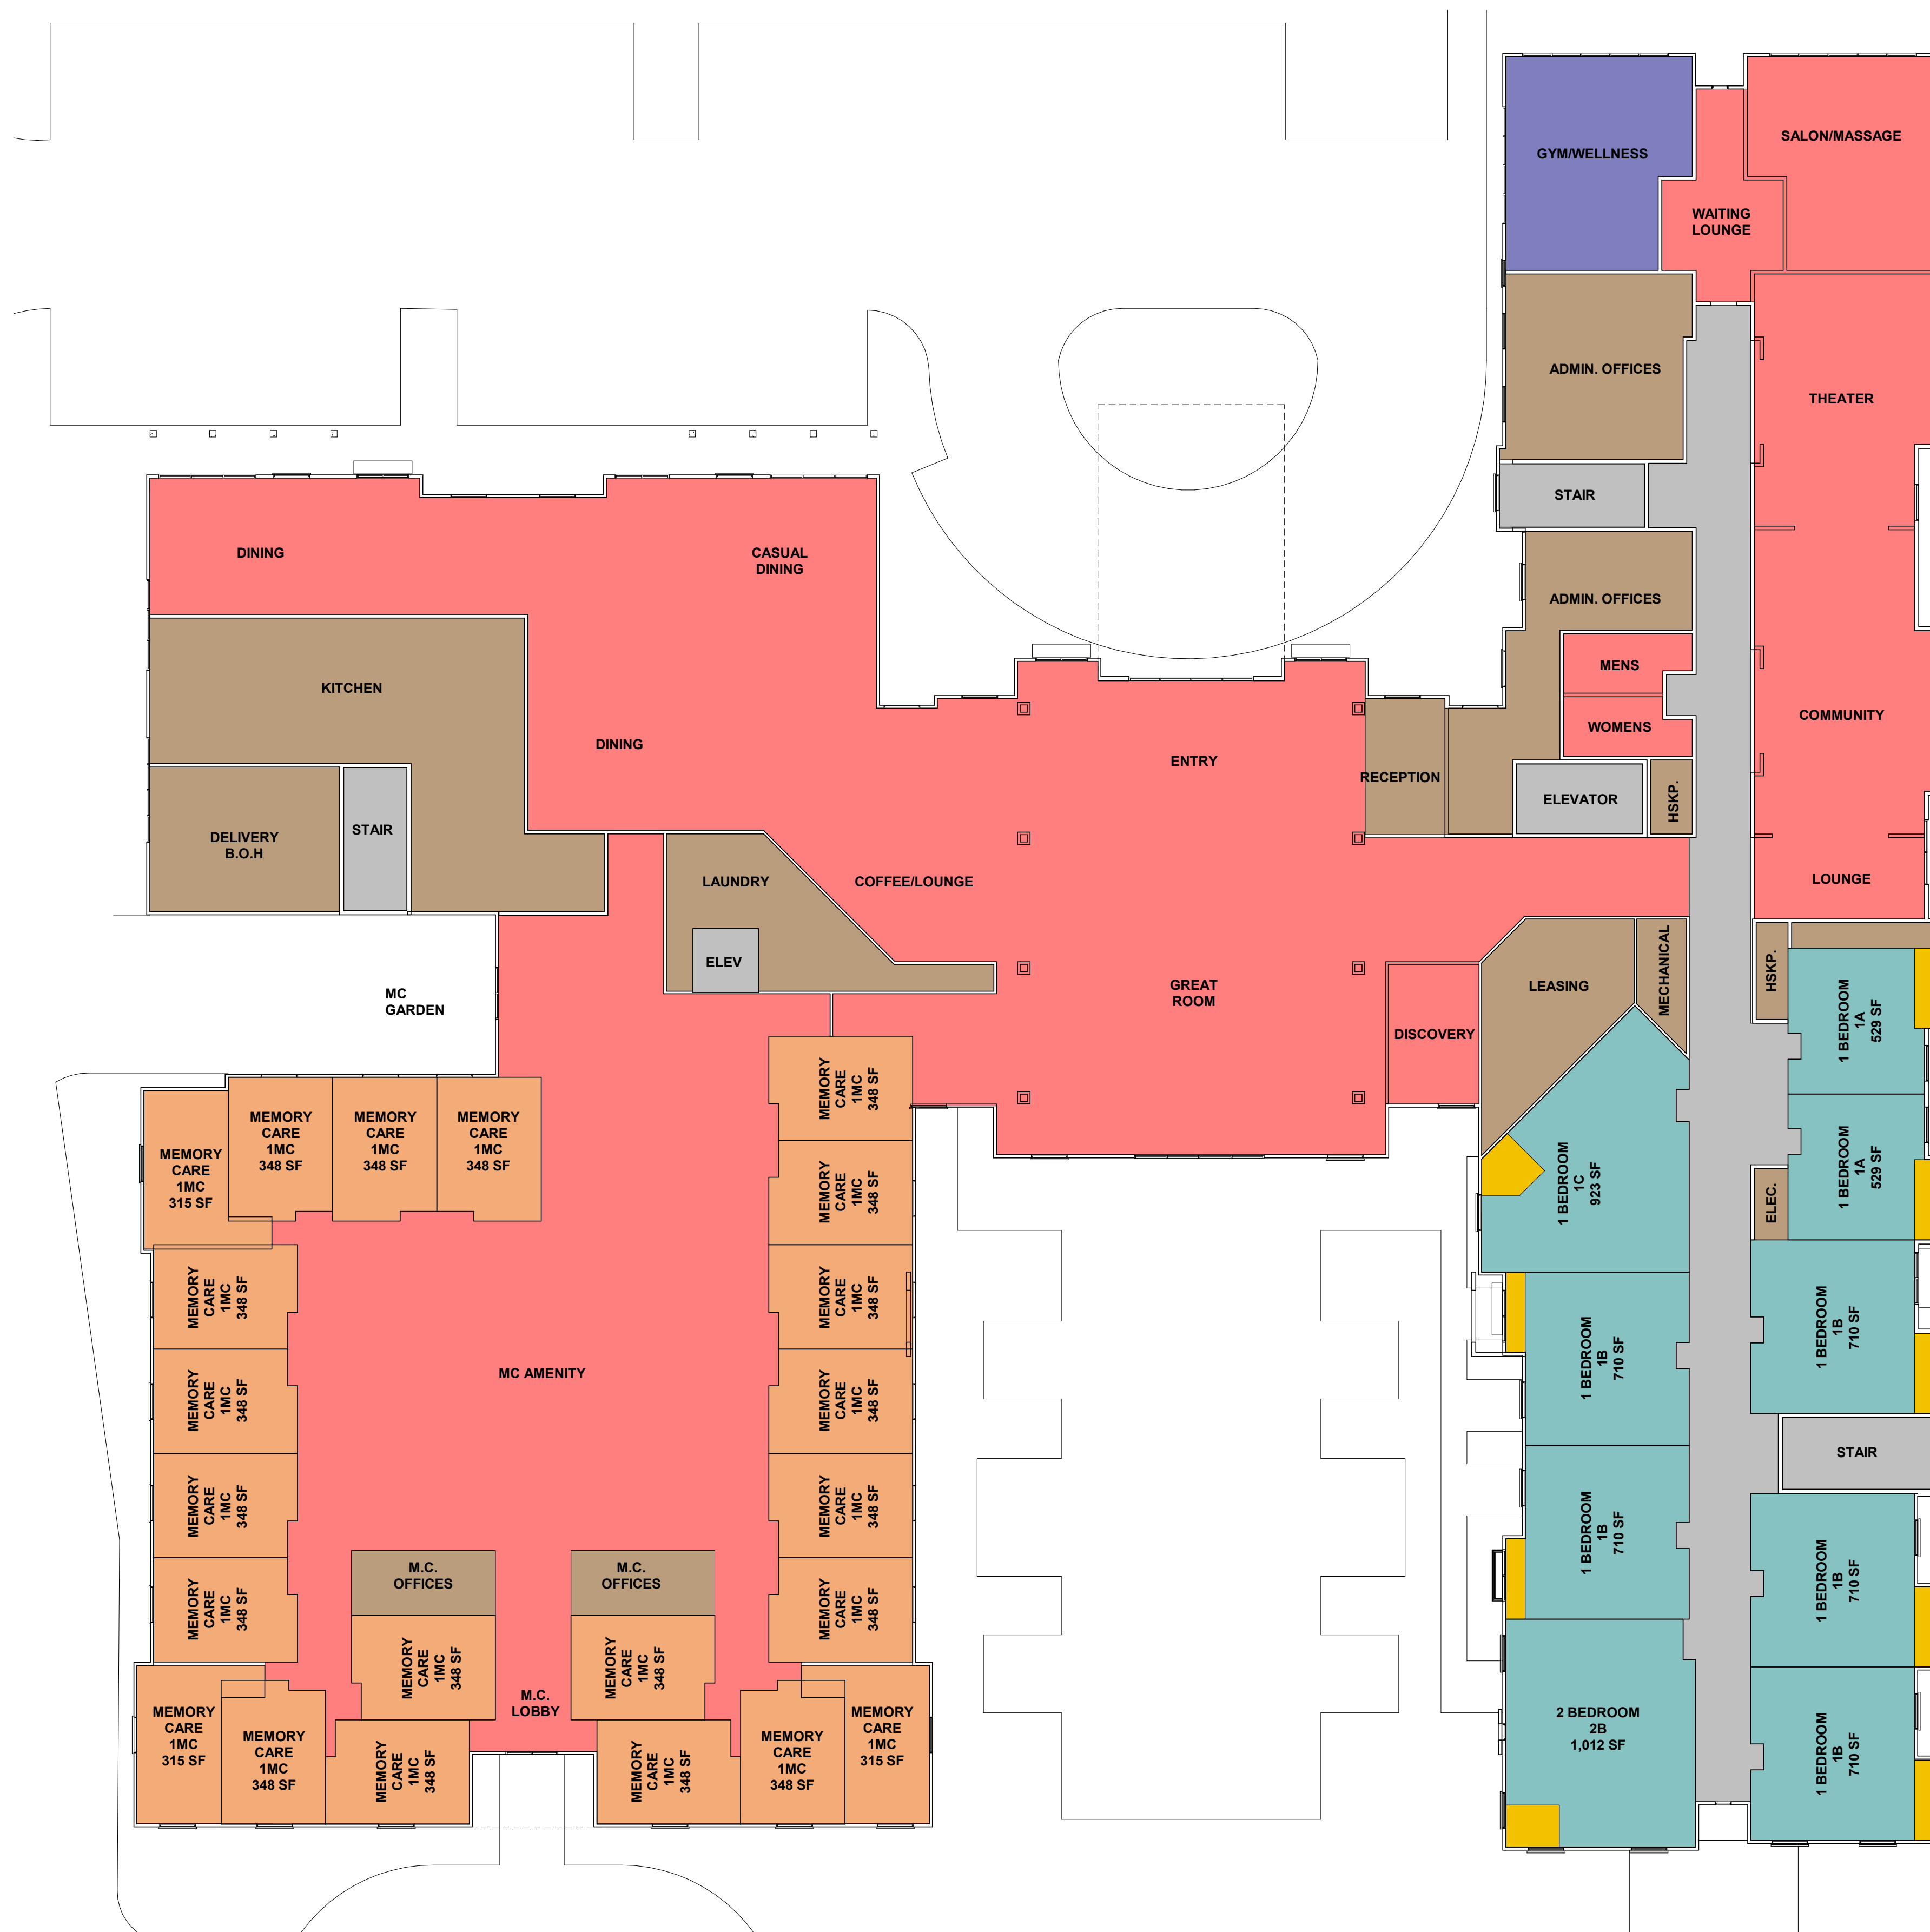 GYM/WELLNESS
SALON/MASSAGE
WAITING
LOUNGE
ADMIN. OFFICES
THEATER
STAIR
DINING
CASUAL
DINING
ADMIN. OFFICES
MENS
WOMENS
COMMUNITY
KITCHEN
DINING
ENTRY
RECEPTION
ELEVATOR
HSKP.
DELIVERY
B.O.H
STAIR
LAUNDRY
COFFEE/LOUNGE
LOUNGE
ELEV
MC
GARDEN
GREAT
ROOM
DISCOVERY
LEASING
MECHANICAL
HSKP.
1 BEDROOM
1A
529 SF
MEMORY
CARE
1MC
348 SF
MEMORY
CARE
1MC
315 SF
MEMORY
CARE
1MC
348 SF
MEMORY
CARE
1MC
348 SF
MEMORY
CARE
1MC
348 SF
MEMORY
CARE
1MC
348 SF
1 BEDROOM
1C
923 SF
ELEC.
1 BEDROOM
1A
529 SF
MEMORY
CARE
1MC
348 SF
MEMORY
CARE
1MC
348 SF
1 BEDROOM
1B
710 SF
1 BEDROOM
1B
710 SF
MEMORY
CARE
1MC
348 SF
MC AMENITY
MEMORY
CARE
1MC
348 SF
MEMORY
CARE
1MC
348 SF
MEMORY
CARE
1MC
348 SF
1 BEDROOM
1B
710 SF
STAIR
MEMORY
CARE
1MC
348 SF
M.C.
OFFICES
M.C.
OFFICES
MEMORY
CARE
1MC
348 SF
1 BEDROOM
1B
710 SF
MEMORY
CARE
1MC
348 SF
MEMORY
CARE
1MC
348 SF
M.C.
LOBBY
MEMORY
CARE
1MC
315 SF
MEMORY
CARE
1MC
348 SF
MEMORY
CARE
1MC
348 SF
MEMORY
CARE
1MC
348 SF
MEMORY
CARE
1MC
348 SF
MEMORY
CARE
1MC
315 SF
2 BEDROOM
2B
1,012 SF
1 BEDROOM
1B
710 SF